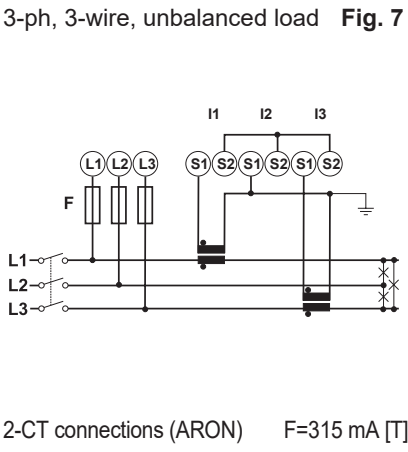 3-ph, 3-wire, unbalanced load Fig. 7
I1 I2 I3
L1 L2 L3 S1 S2 S1 S2 S1 S2
F
L1
L2
L3
2-CT connections (ARON) F=315 mA [T]